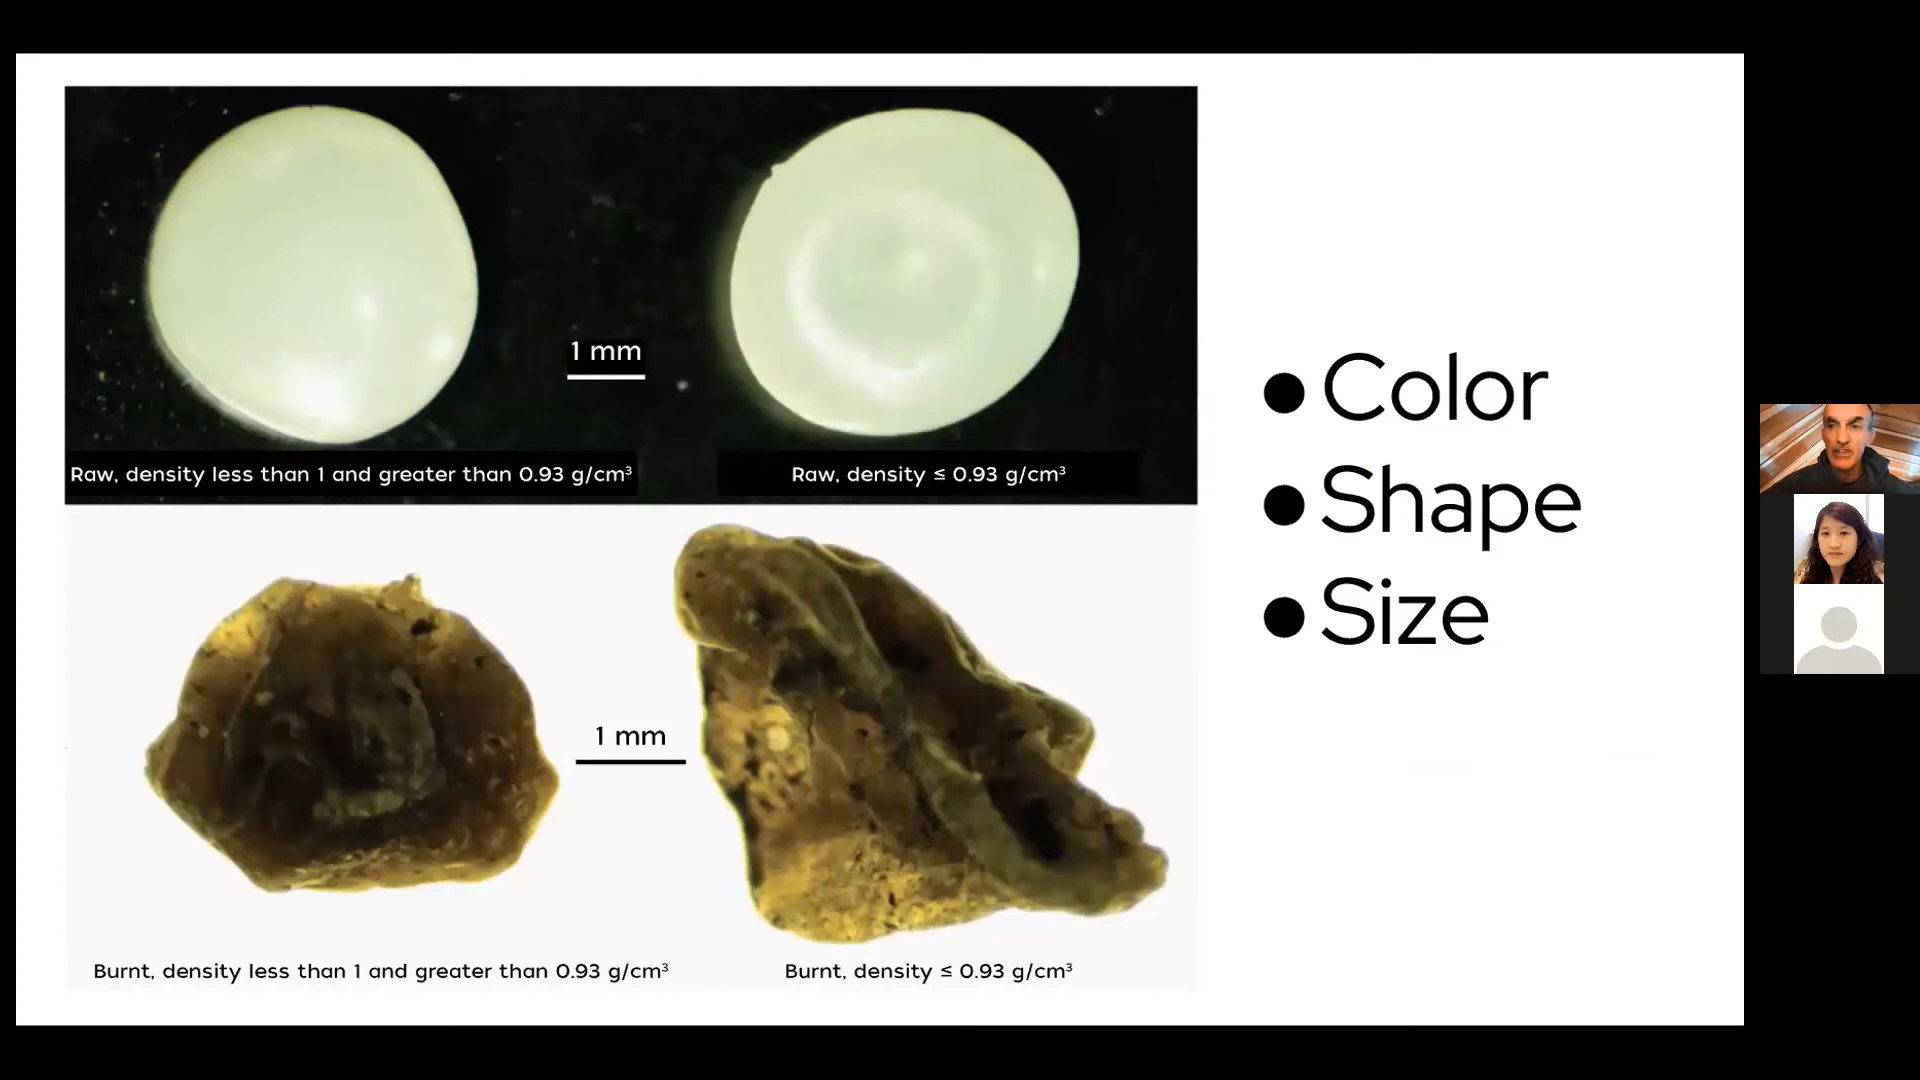 1 mm
Raw, density less than 1 and greater than 0.93 g/cm³
Raw, density ≤ 0.93 g/cm³
1 mm
Burnt, density less than 1 and greater than 0.93 g/cm³
Burnt, density ≤ 0.93 g/cm³
● Color
● Shape
● Size